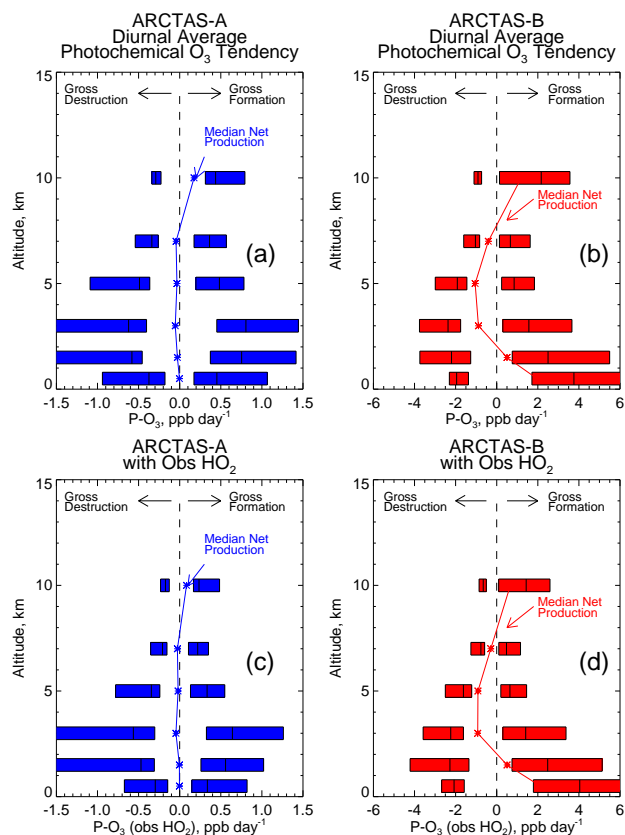 ARCTAS-A
Diurnal Average
Photochemical O₃ Tendency
15
10
5
0
Altitude, km
Gross
Destruction
Gross
Formation
Median Net
Production
(a)
-1.5 -1.0 -0.5 0.0 0.5 1.0 1.5
P-O₃, ppb day⁻¹
ARCTAS-B
Diurnal Average
Photochemical O₃ Tendency
15
10
5
0
Altitude, km
Gross
Destruction
Gross
Formation
Median Net
Production
(b)
-6 -4 -2 0 2 4 6
P-O₃, ppb day⁻¹
ARCTAS-A
with Obs HO₂
15
10
5
0
Altitude, km
Gross
Destruction
Gross
Formation
Median Net
Production
(c)
-1.5 -1.0 -0.5 0.0 0.5 1.0 1.5
P-O₃ (obs HO₂), ppb day⁻¹
ARCTAS-B
with Obs HO₂
15
10
5
0
Altitude, km
Gross
Destruction
Gross
Formation
Median Net
Production
(d)
-6 -4 -2 0 2 4 6
P-O₃ (obs HO₂), ppb day⁻¹